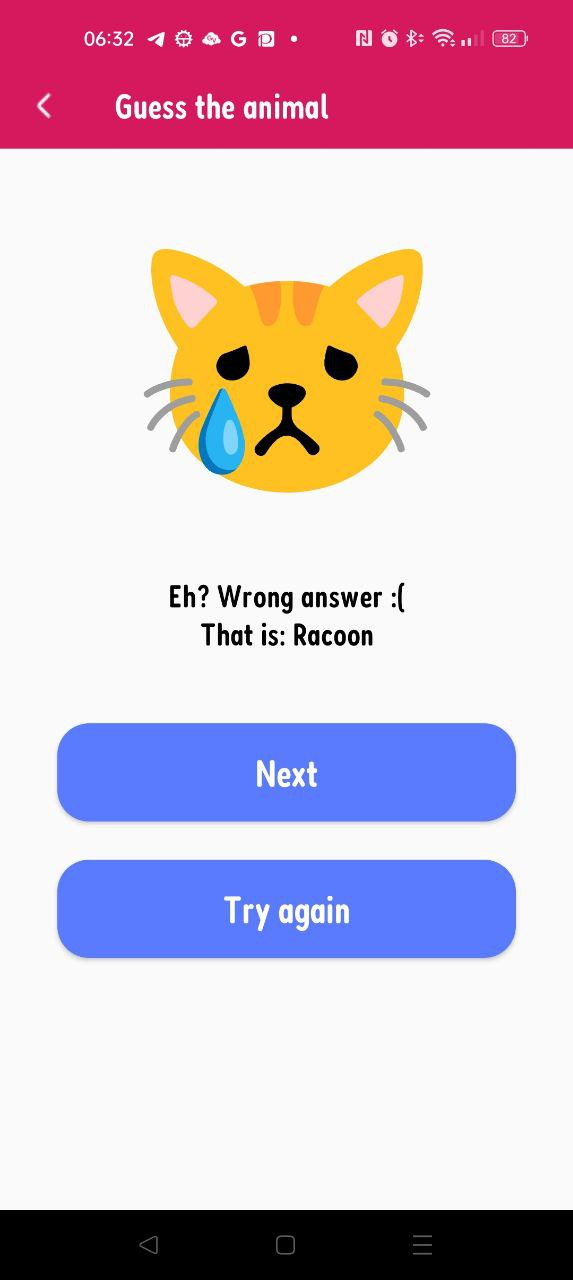 06:32
82
Guess the animal
Eh? Wrong answer :(
That is: Racoon
Next
Try again